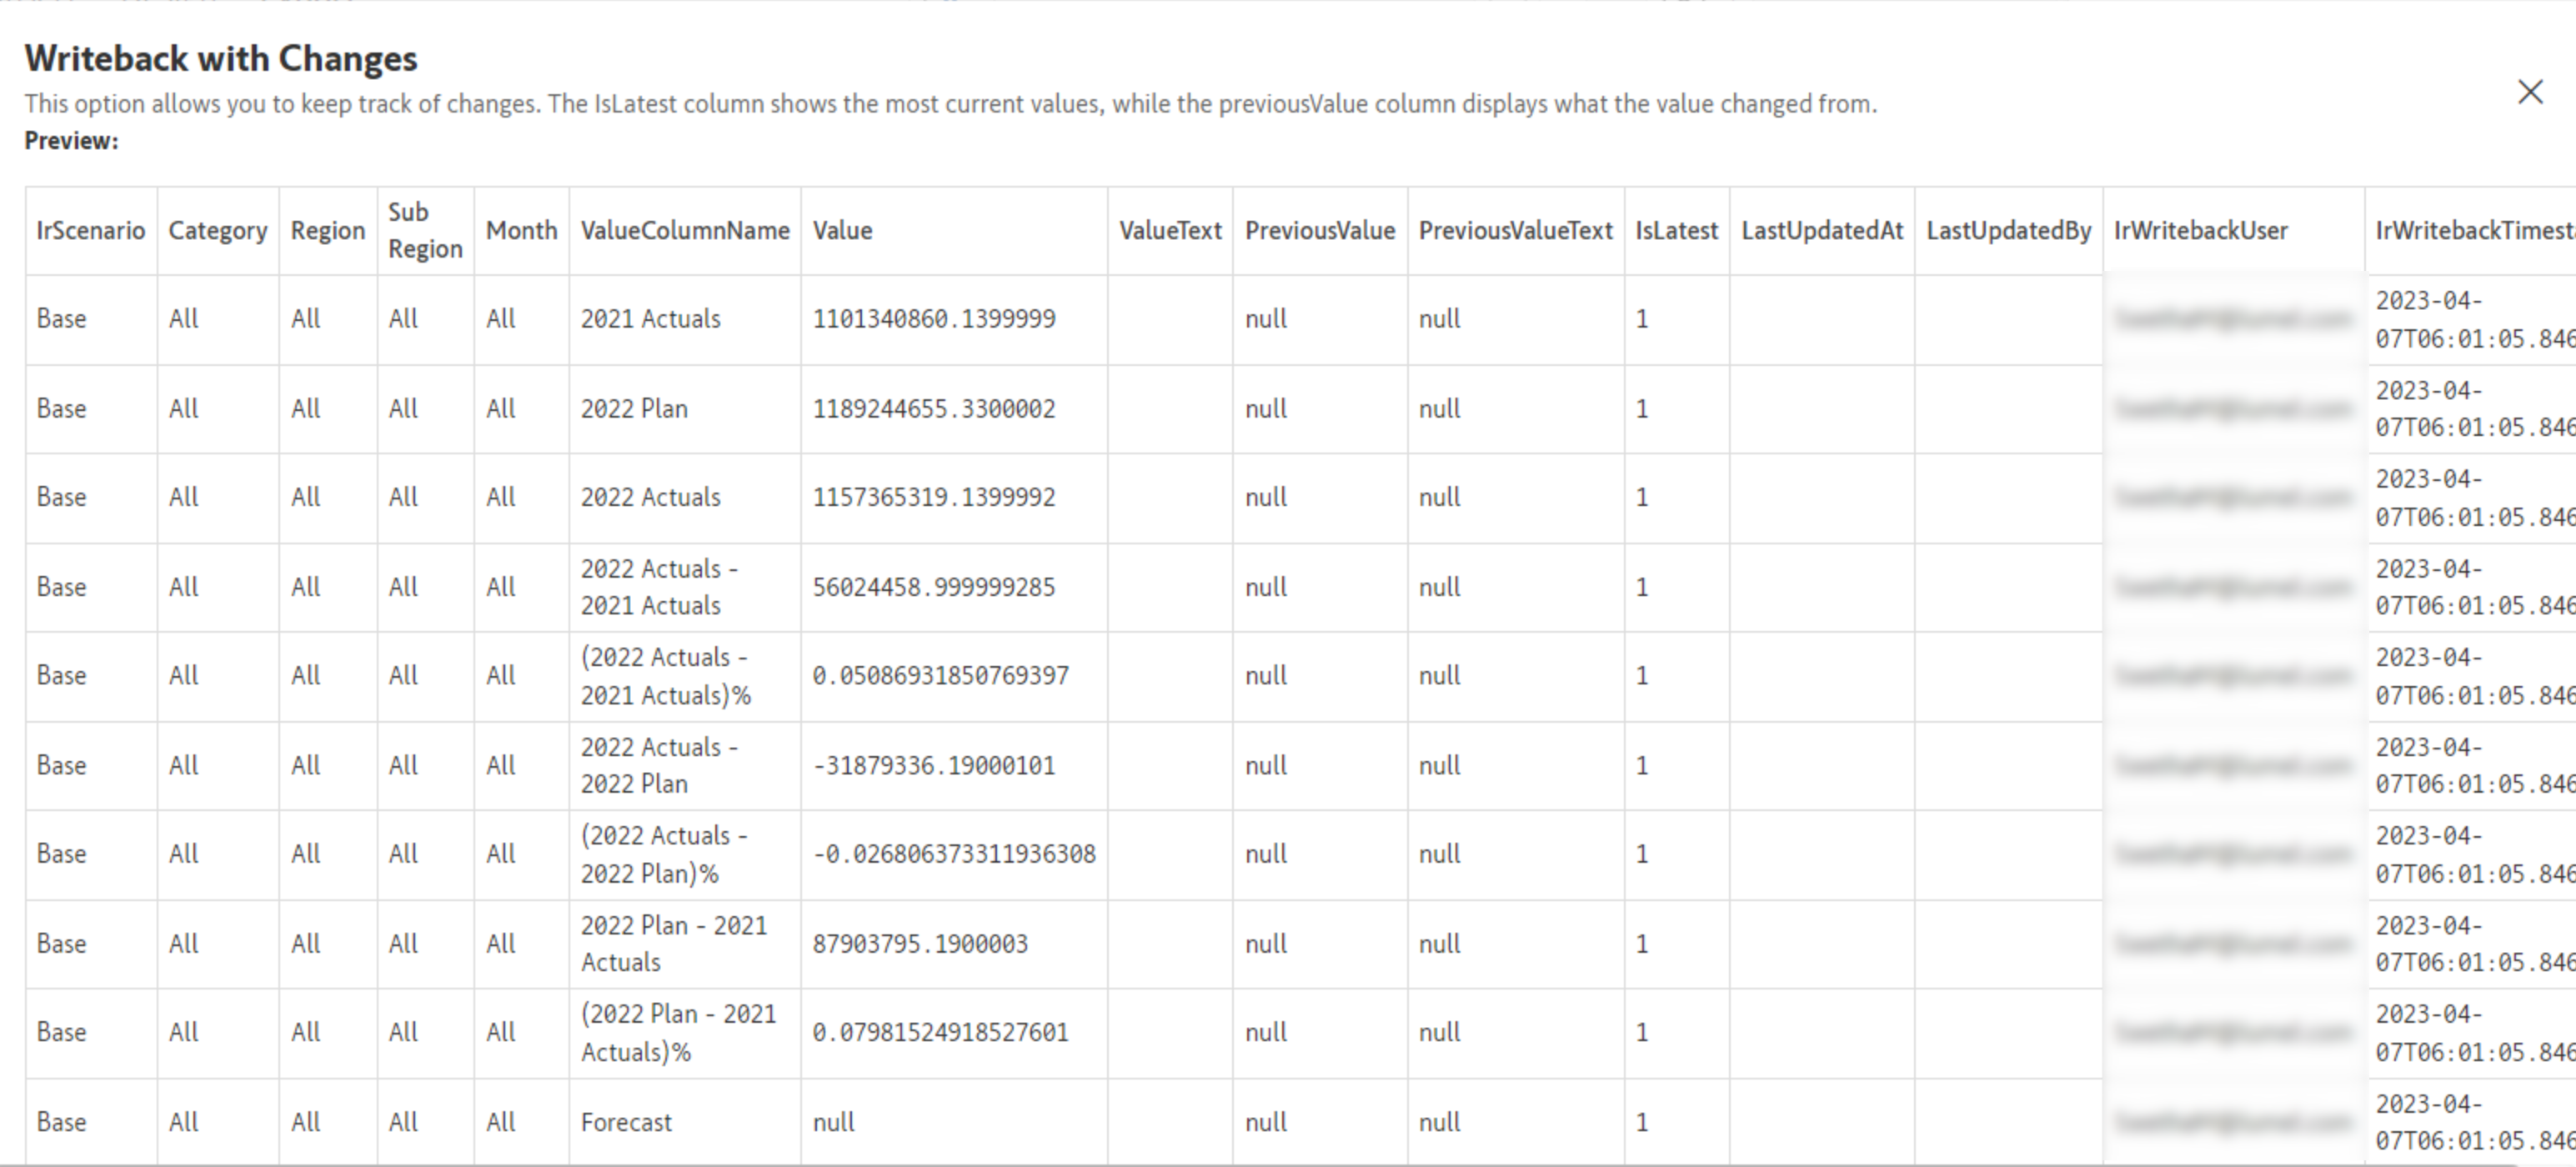 Writeback with Changes
This option allows you to keep track of changes. The IsLatest column shows the most current values, while the previousValue column displays what the value changed from.
Preview:
IrScenario Category Region Sub Region Month ValueColumnName Value ValueText PreviousValue PreviousValueText IsLatest LastUpdatedAt LastUpdatedBy IrWritebackUser IrWritebackTimest
Base All All All All 2021 Actuals 1101340860.1399999 null null 1 2023-04-07T06:01:05.846
Base All All All All 2022 Plan 1189244655.3300002 null null 1 2023-04-07T06:01:05.846
Base All All All All 2022 Actuals 1157365319.1399992 null null 1 2023-04-07T06:01:05.846
Base All All All All 2022 Actuals - 2021 Actuals 56024458.999999285 null null 1 2023-04-07T06:01:05.846
Base All All All All (2022 Actuals - 2021 Actuals)% 0.05086931850769397 null null 1 2023-04-07T06:01:05.846
Base All All All All 2022 Actuals - 2022 Plan -31879336.19000101 null null 1 2023-04-07T06:01:05.846
Base All All All All (2022 Actuals - 2022 Plan)% -0.026806373311936308 null null 1 2023-04-07T06:01:05.846
Base All All All All 2022 Plan - 2021 Actuals 87903795.1900003 null null 1 2023-04-07T06:01:05.846
Base All All All All (2022 Plan - 2021 Actuals)% 0.07981524918527601 null null 1 2023-04-07T06:01:05.846
Base All All All All Forecast null null null 1 2023-04-07T06:01:05.846